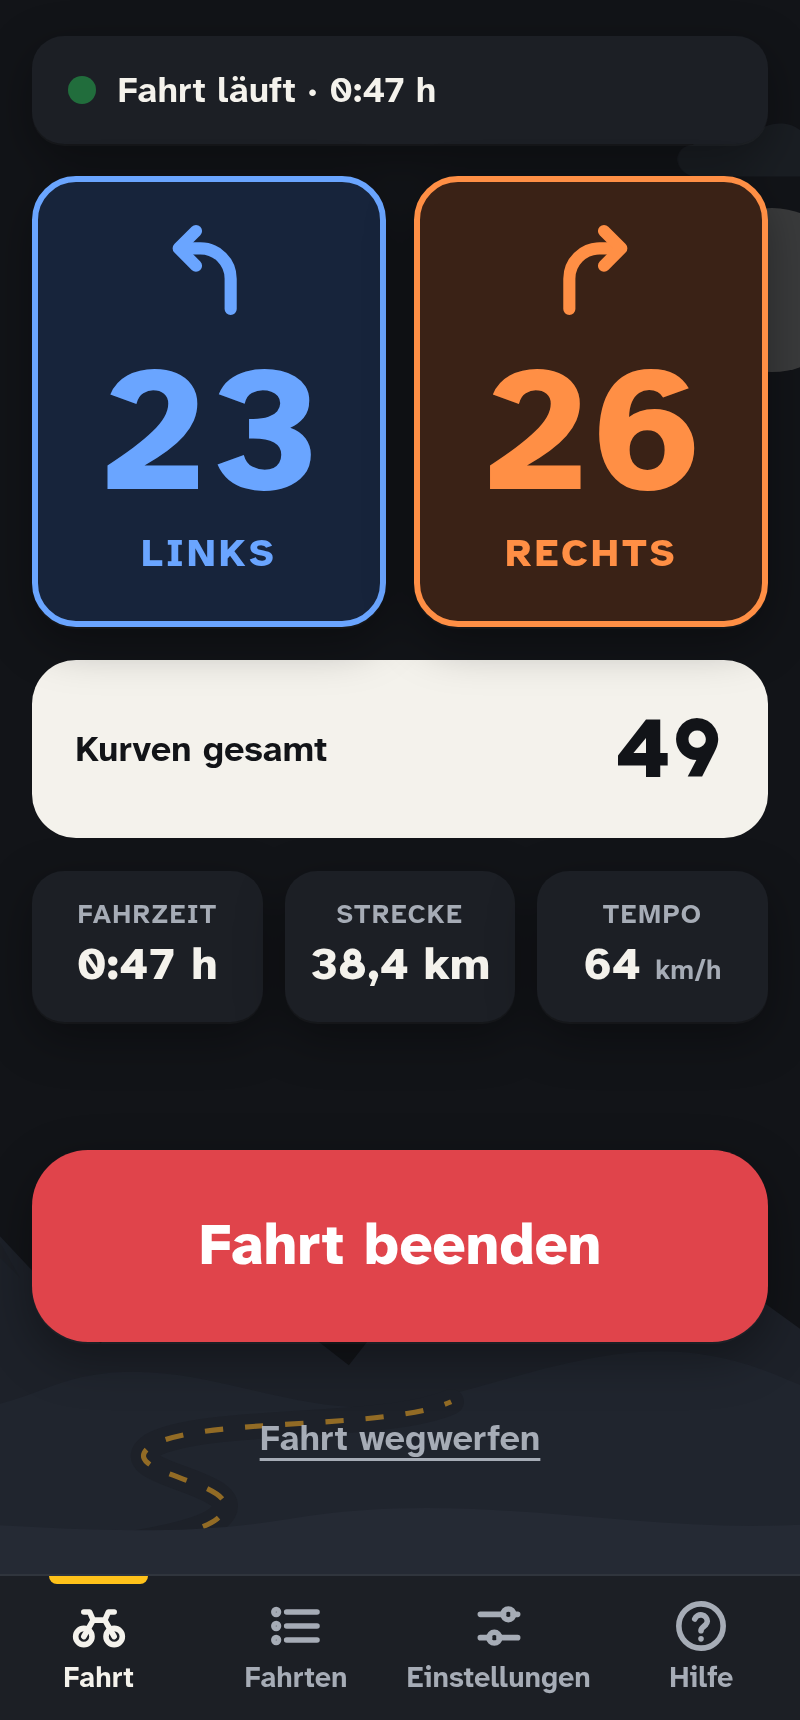 Fahrt läuft · 0:47 h
23
LINKS
26
RECHTS
Kurven gesamt
49
FAHRZEIT
0:47 h
STRECKE
38,4 km
TEMPO
64 km/h
Fahrt beenden
Fahrt wegwerfen
Fahrt
Fahrten
Einstellungen
Hilfe